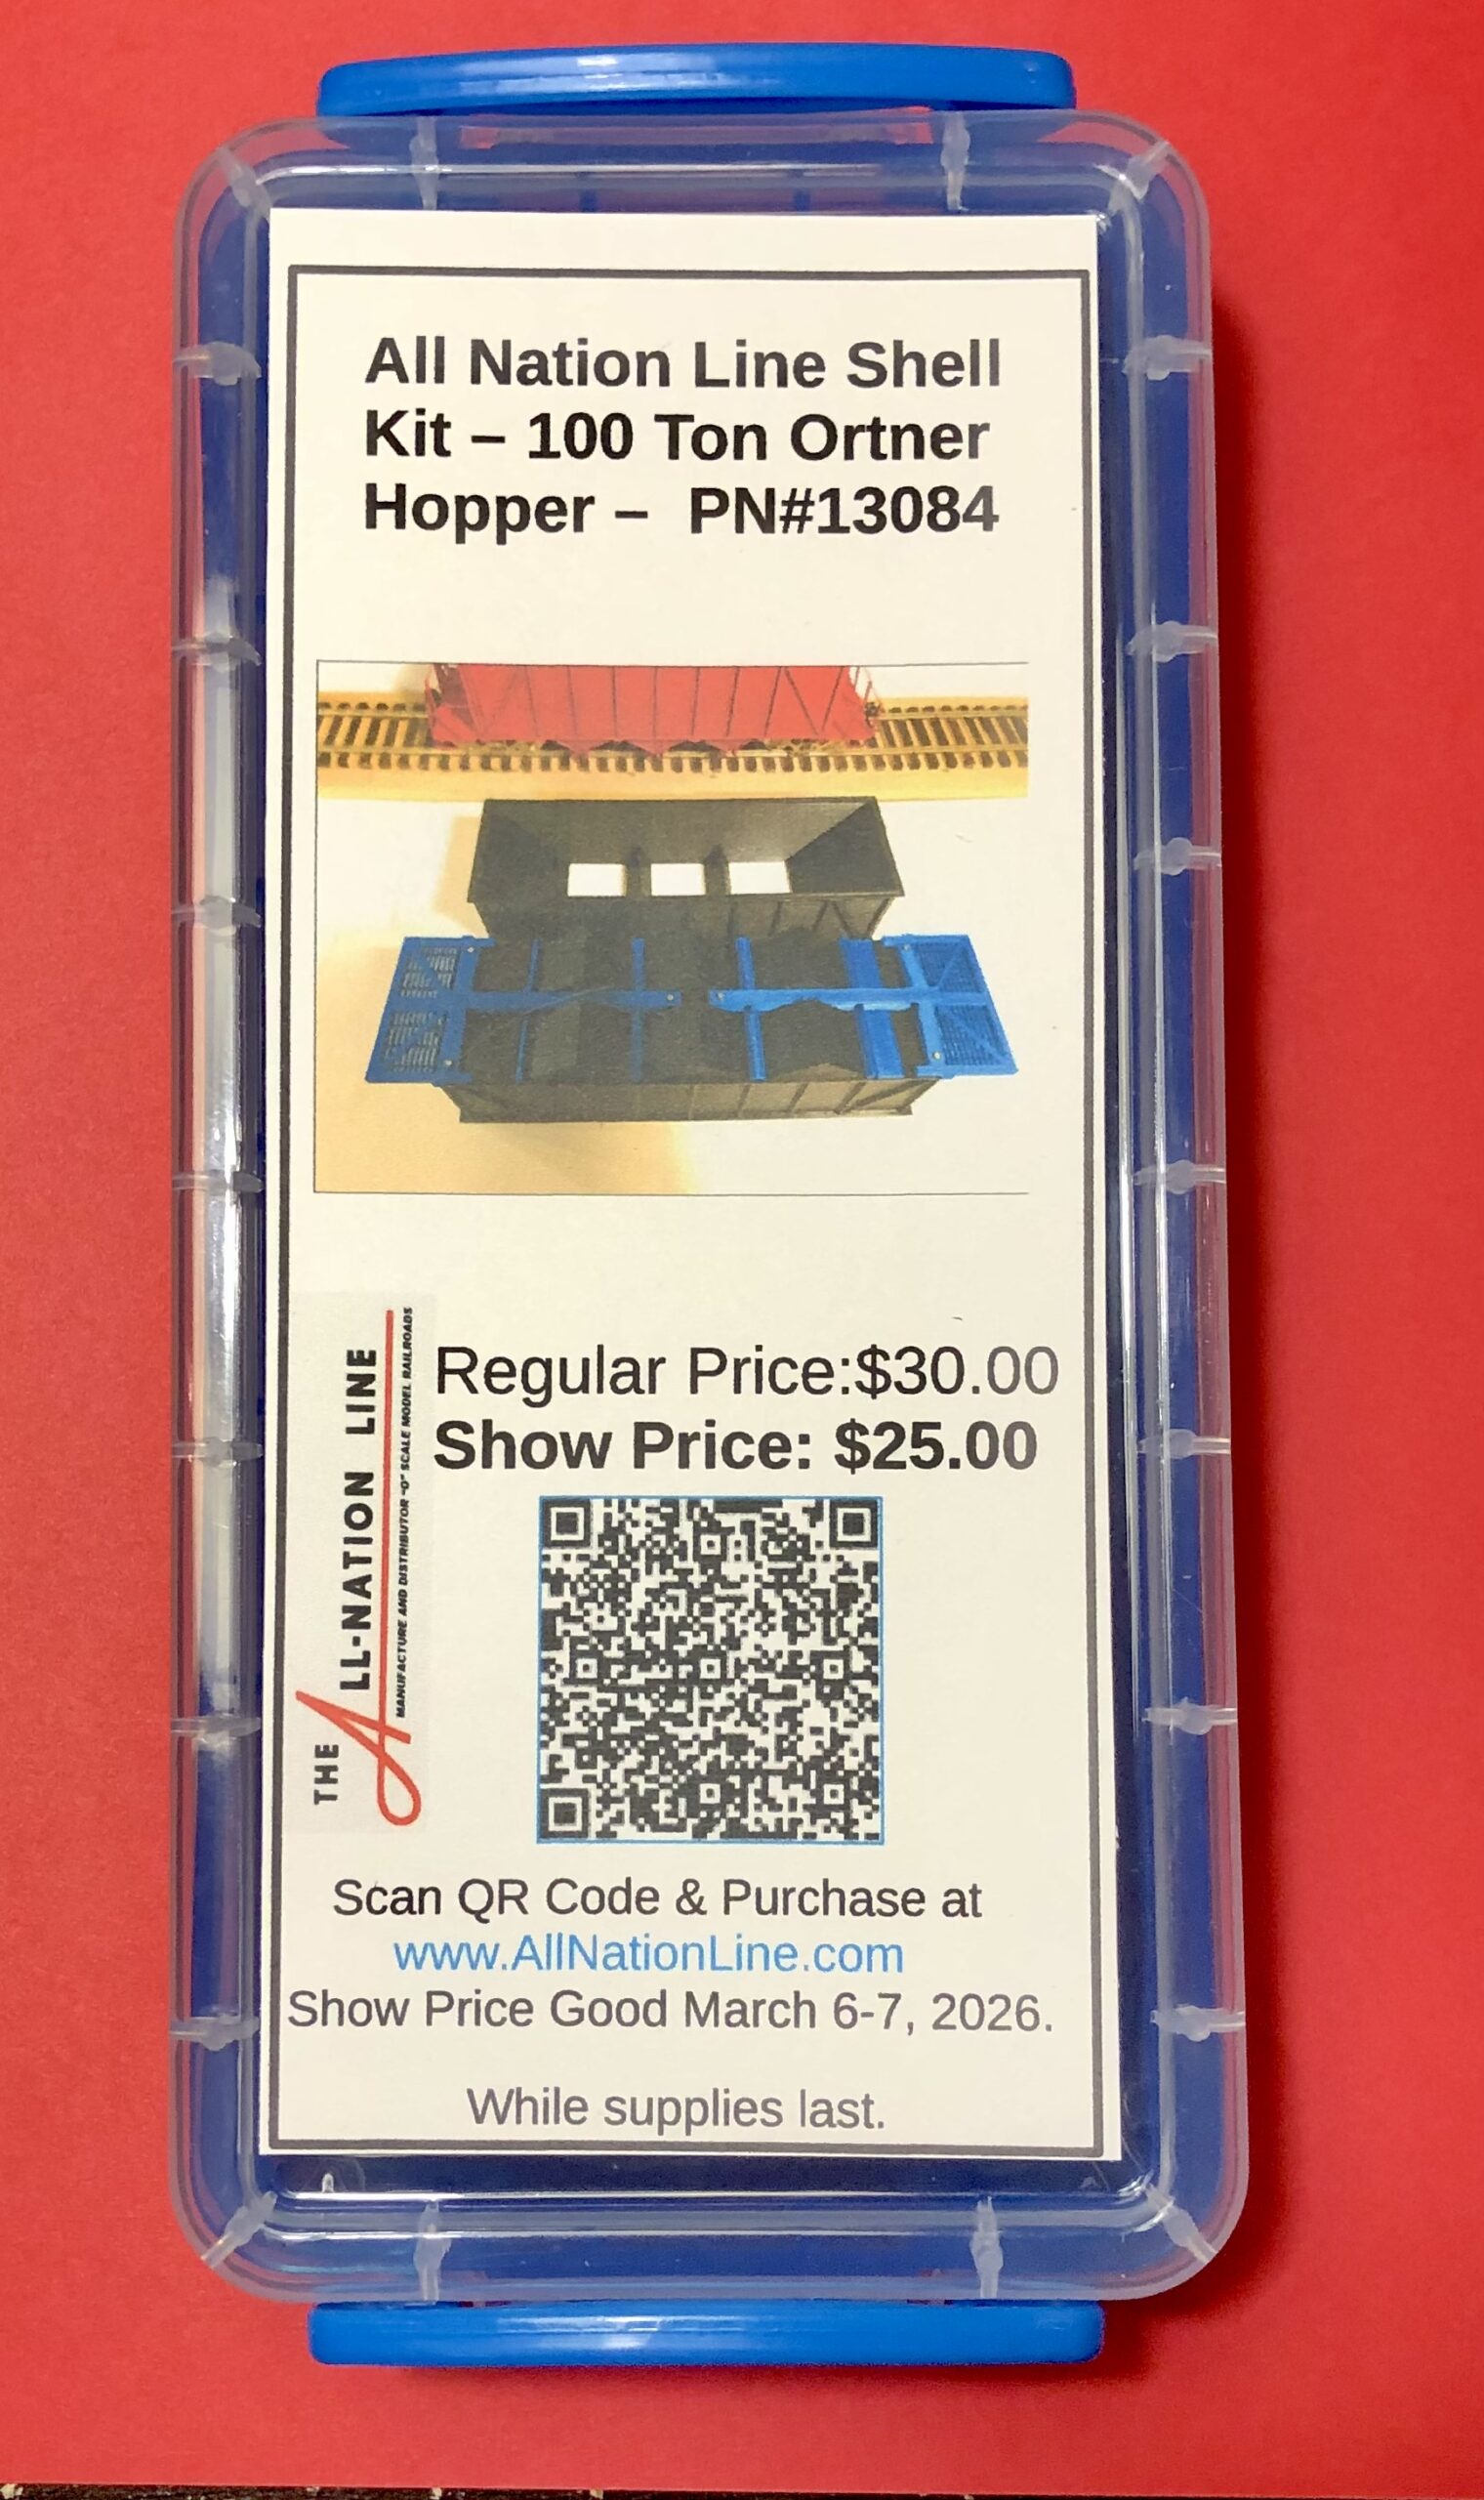 All Nation Line Shell
Kit – 100 Ton Ortner
Hopper – PN#13084
Regular Price:$30.00
Show Price: $25.00
THE ALL-NATION LINE
MANUFACTURE AND DISTRIBUTOR "O" SCALE MODEL RAILROADS
Scan QR Code & Purchase at
www.AllNationLine.com
Show Price Good March 6-7, 2026.
While supplies last.